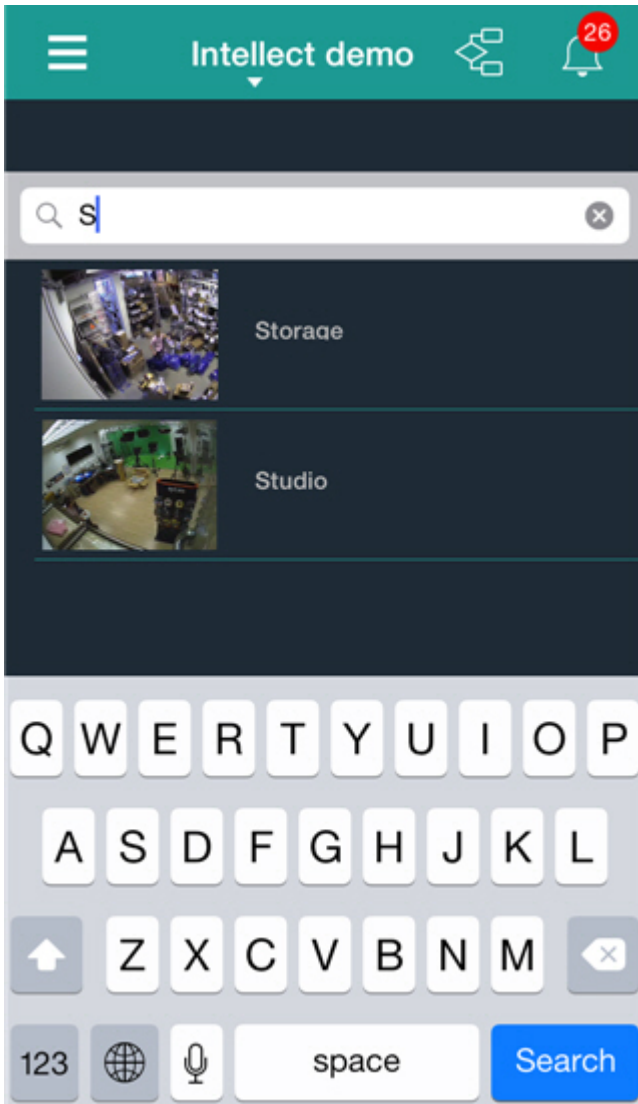 Intellect demo
26
S
Storage
Studio
Q W E R T Y U I O P
A S D F G H J K L
Z X C V B N M
123 space Search